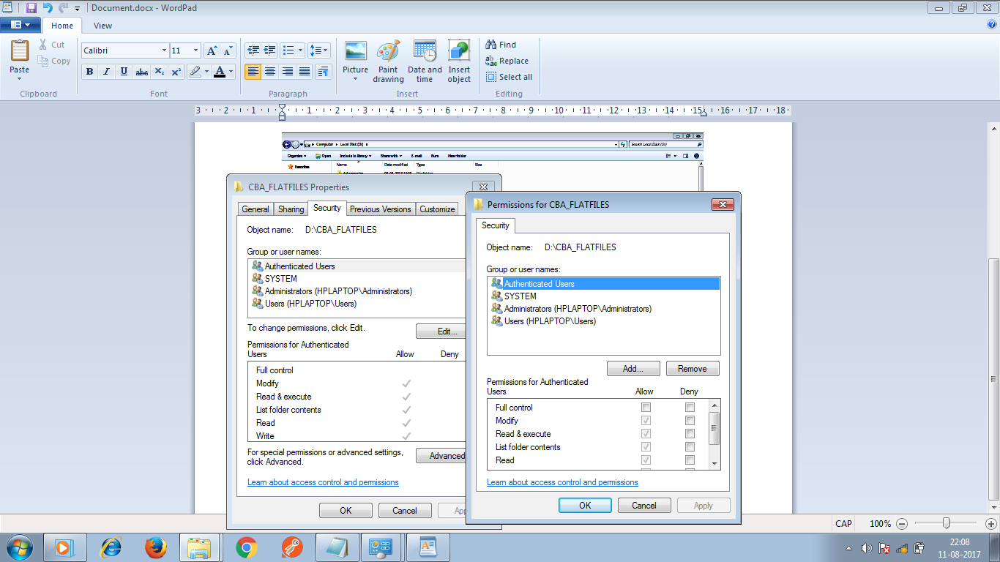 Document.docx - WordPad
Home View
Paste
Cut
Copy
Clipboard
Calibri 11
B I U abc X₂ X²
A
Font
Paragraph
Picture
Paint drawing
Date and time
Insert object
Insert
Find
Replace
Select all
Editing
3 2 1 1 2 3 4 5 6 7 8 9 10 11 12 13 14 15 16 17 18
Computer Local Disk (D:) Search Local Disk (D:)
Organize Open Include in library Share with E-mail Burn New folder
Favorites Name Date modified Type Size
CBA_FLATFILES Properties
General Sharing Security Previous Versions Customize
Object name: D:\CBA_FLATFILES
Group or user names:
Authenticated Users
SYSTEM
Administrators (HPLAPTOP\Administrators)
Users (HPLAPTOP\Users)
To change permissions, click Edit.
Edit...
Permissions for Authenticated
Users Allow Deny
Full control
Modify
Read & execute
List folder contents
Read
Write
For special permissions or advanced settings,
click Advanced.
Advanced
Learn about access control and permissions
OK Cancel
Permissions for CBA_FLATFILES
Security
Object name: D:\CBA_FLATFILES
Group or user names:
Authenticated Users
SYSTEM
Administrators (HPLAPTOP\Administrators)
Users (HPLAPTOP\Users)
Add... Remove
Permissions for Authenticated
Users Allow Deny
Full control
Modify
Read & execute
List folder contents
Read
Learn about access control and permissions
OK Cancel Apply
CAP 100%
22:08
11-08-2017